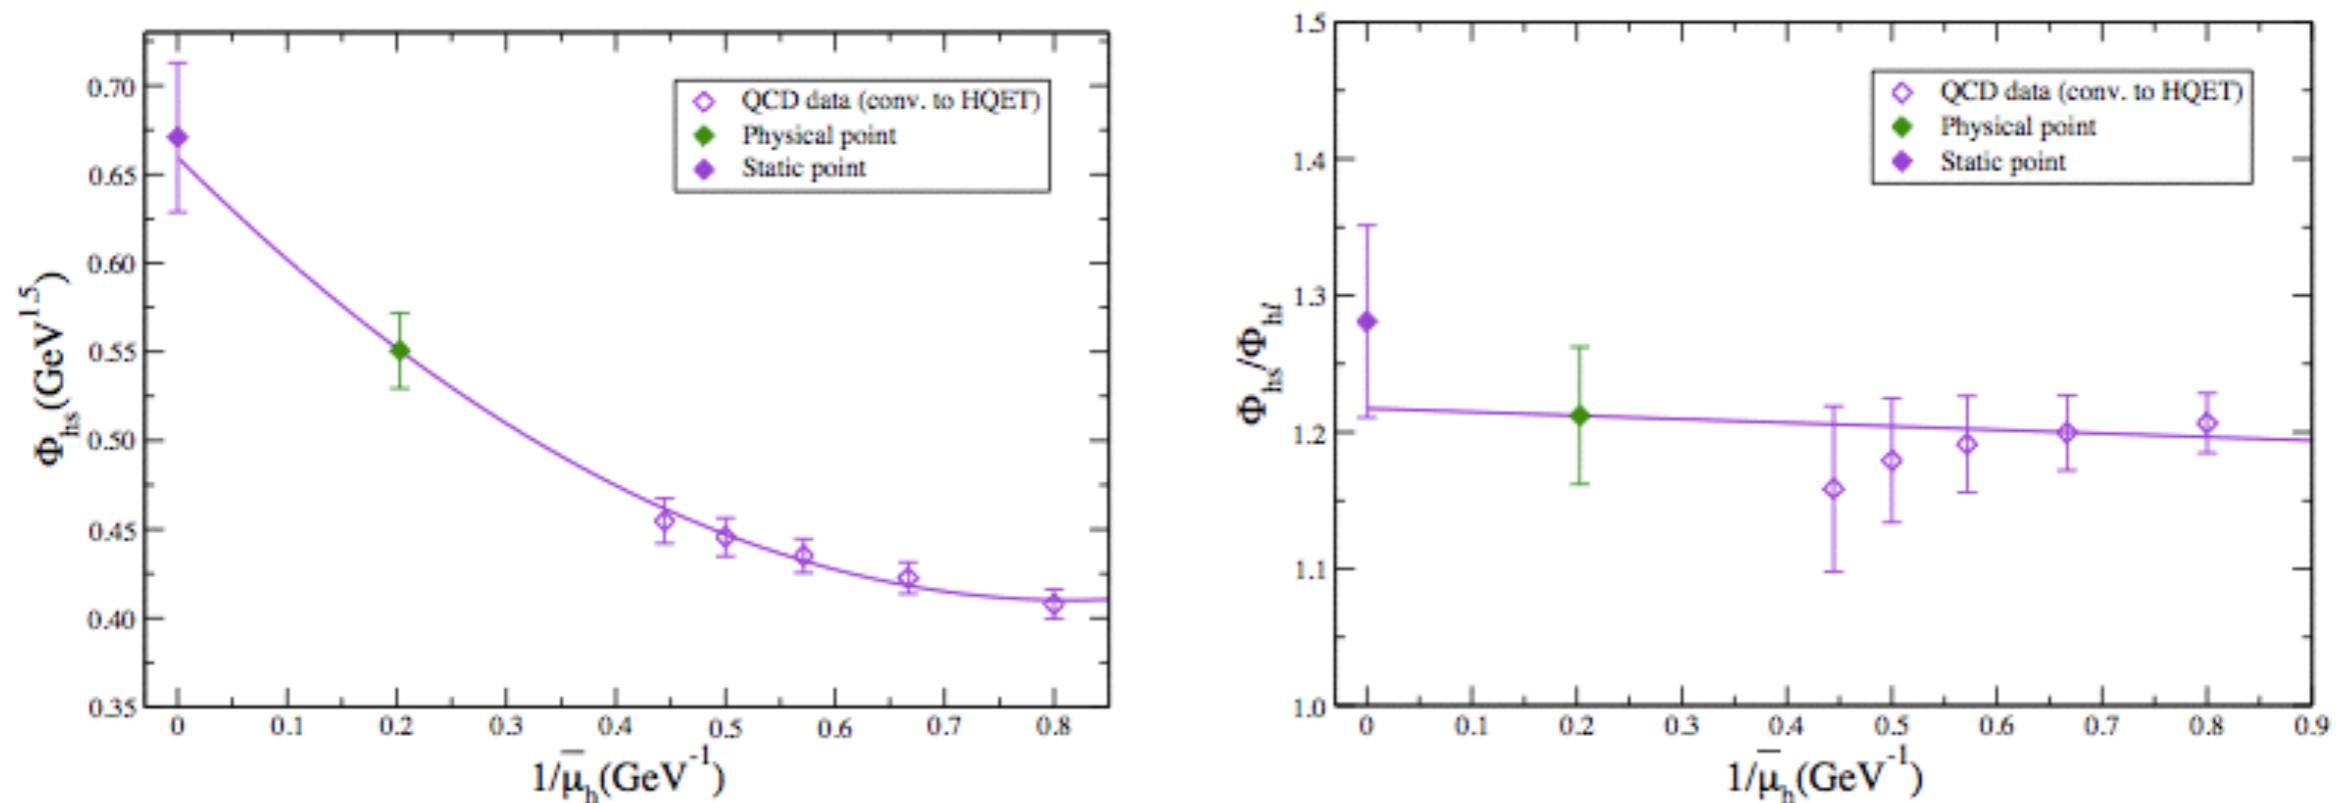 0.70
0.65
0.60
0.55
0.50
0.45
0.40
0.35
Φhs(GeV^1.5)
QCD data (conv. to HQET)
Physical point
Static point
0 0.1 0.2 0.3 0.4 0.5 0.6 0.7 0.8
1/μ̅h(GeV^-1)
1.5
1.4
1.3
1.2
1.1
1.0
Φhs/Φhl
QCD data (conv. to HQET)
Physical point
Static point
0 0.1 0.2 0.3 0.4 0.5 0.6 0.7 0.8 0.9
1/μ̅h(GeV^-1)